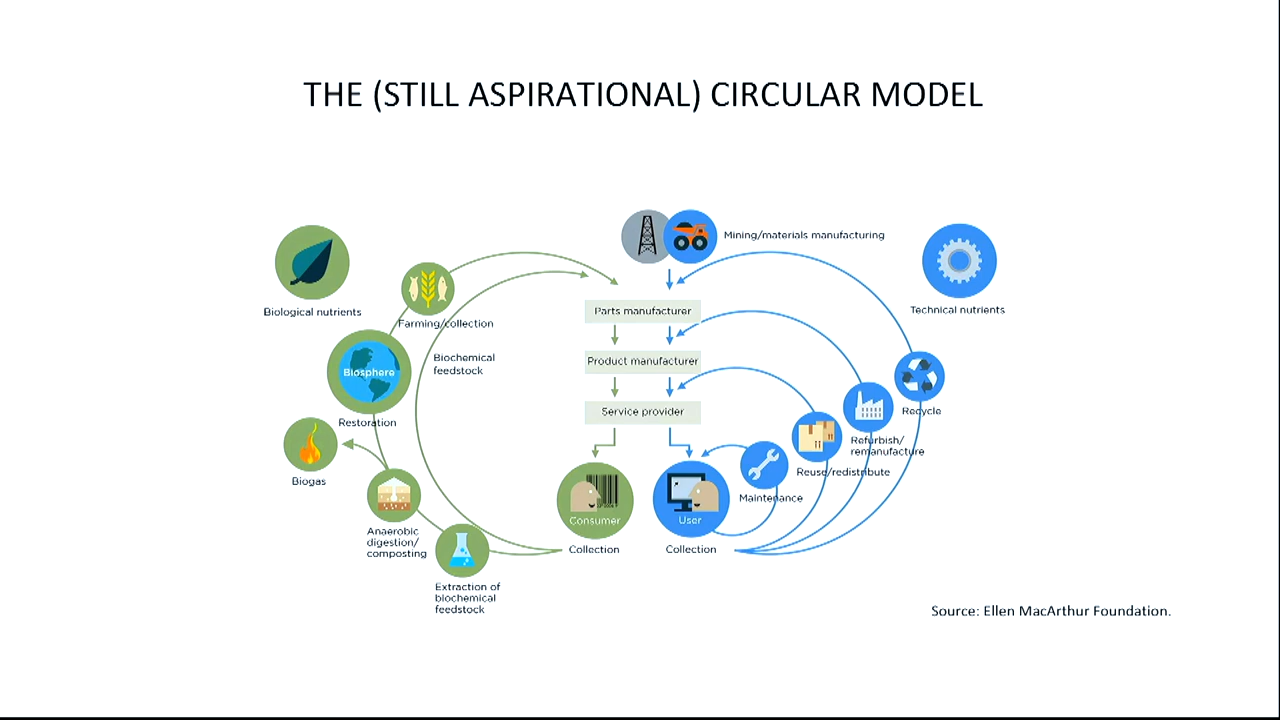 THE (STILL ASPIRATIONAL) CIRCULAR MODEL
Mining/materials manufacturing
Biological nutrients
Technical nutrients
Farming/collection
Parts manufacturer
Biochemical
feedstock
Product manufacturer
Biosphere
Restoration
Service provider
Recycle
Refurbish/
remanufacture
Reuse/redistribute
Maintenance
Biogas
Consumer
User
Collection
Collection
Anaerobic
digestion/
composting
Extraction of
biochemical
feedstock
Source: Ellen MacArthur Foundation.